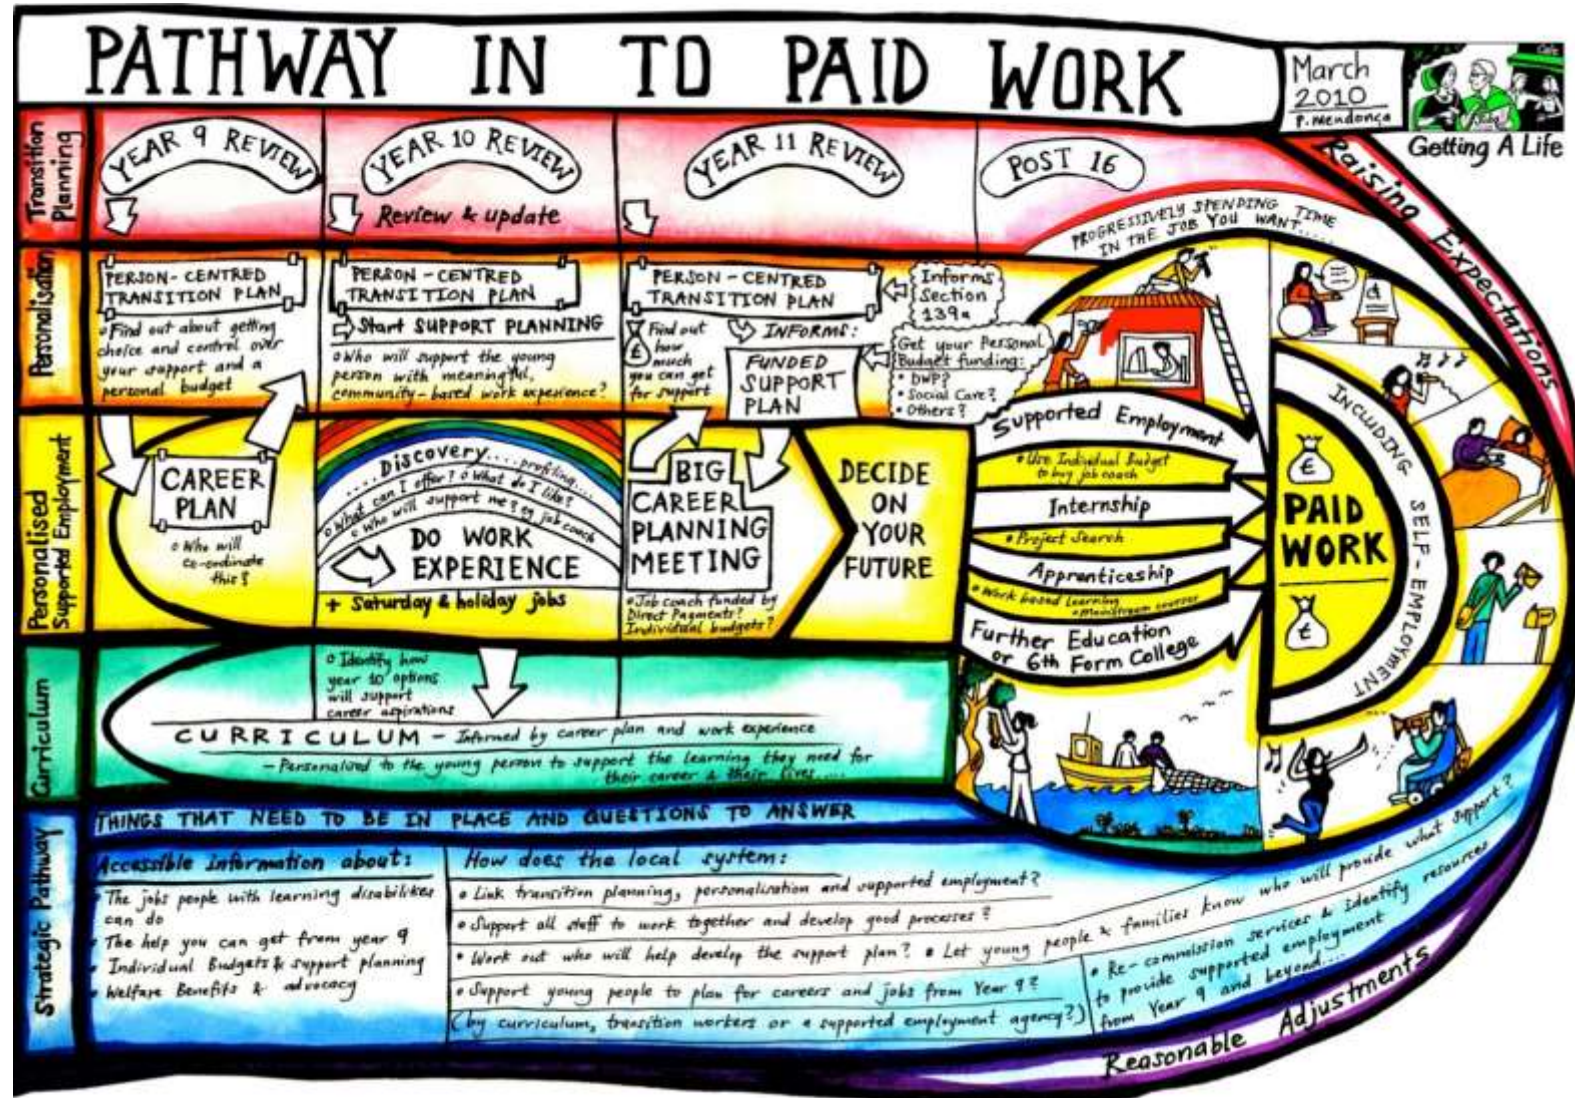 PATHWAY IN TO PAID WORK
March
2010
P. Mendonça
Getting A Life
Transition
Planning
YEAR 9 REVIEW
YEAR 10 REVIEW
Review & update
YEAR 11 REVIEW
POST 16
PROGRESSIVELY SPENDING TIME
IN THE JOB YOU WANT.....
Raising Expectations
Personalisation
PERSON-CENTRED
TRANSITION PLAN
Find out about getting
choice and control over
your support and a
personal budget
PERSON-CENTRED
TRANSITION PLAN
Start SUPPORT PLANNING
Who will support the young
person with meaningful,
community-based work experience?
PERSON-CENTRED
TRANSITION PLAN
£
Find out
how
much
you can get
for support
INFORMS:
FUNDED
SUPPORT
PLAN
Informs
Section
139a
Get your Personal
Budget funding:
• DWP?
• Social Care?
• Others?
Personalised
Supported Employment
CAREER
PLAN
Who will
co-ordinate
this?
....Discovery....profiling....
What can I offer? What do I like?
Who will support me? eg job coach
DO WORK
EXPERIENCE
+ Saturday & holiday jobs
BIG
CAREER
PLANNING
MEETING
Job coach funded by
Direct Payments?
Individual budgets?
DECIDE
ON
YOUR
FUTURE
Supported Employment
• Use Individual Budget
to buy job coach
Internship
• Project Search
Apprenticeship
• Work based learning
• Mainstream courses
Further Education
or 6th Form College
£
PAID
WORK
£
INCLUDING SELF-EMPLOYMENT
Cafe
Curriculum
Identify how
year 10 options
will support
career aspirations
CURRICULUM – Informed by career plan and work experience
– Personalised to the young person to support the learning they need for
their career & their lives.....
Strategic Pathway
THINGS THAT NEED TO BE IN PLACE AND QUESTIONS TO ANSWER
Accessible information about:
• The jobs people with learning disabilities
can do
• The help you can get from year 9
• Individual Budgets & support planning
• Welfare Benefits & advocacy
How does the local system:
• Link transition planning, personalisation and supported employment?
• Support all staff to work together and develop good processes?
• Work out who will help develop the support plan? • Let young people & families know who will provide what support?
• Support young people to plan for careers and jobs from Year 9?
(by curriculum, transition workers or a supported employment agency?)
• Re-commission services & identify resources
to provide supported employment
from Year 9 and beyond...
Reasonable Adjustments